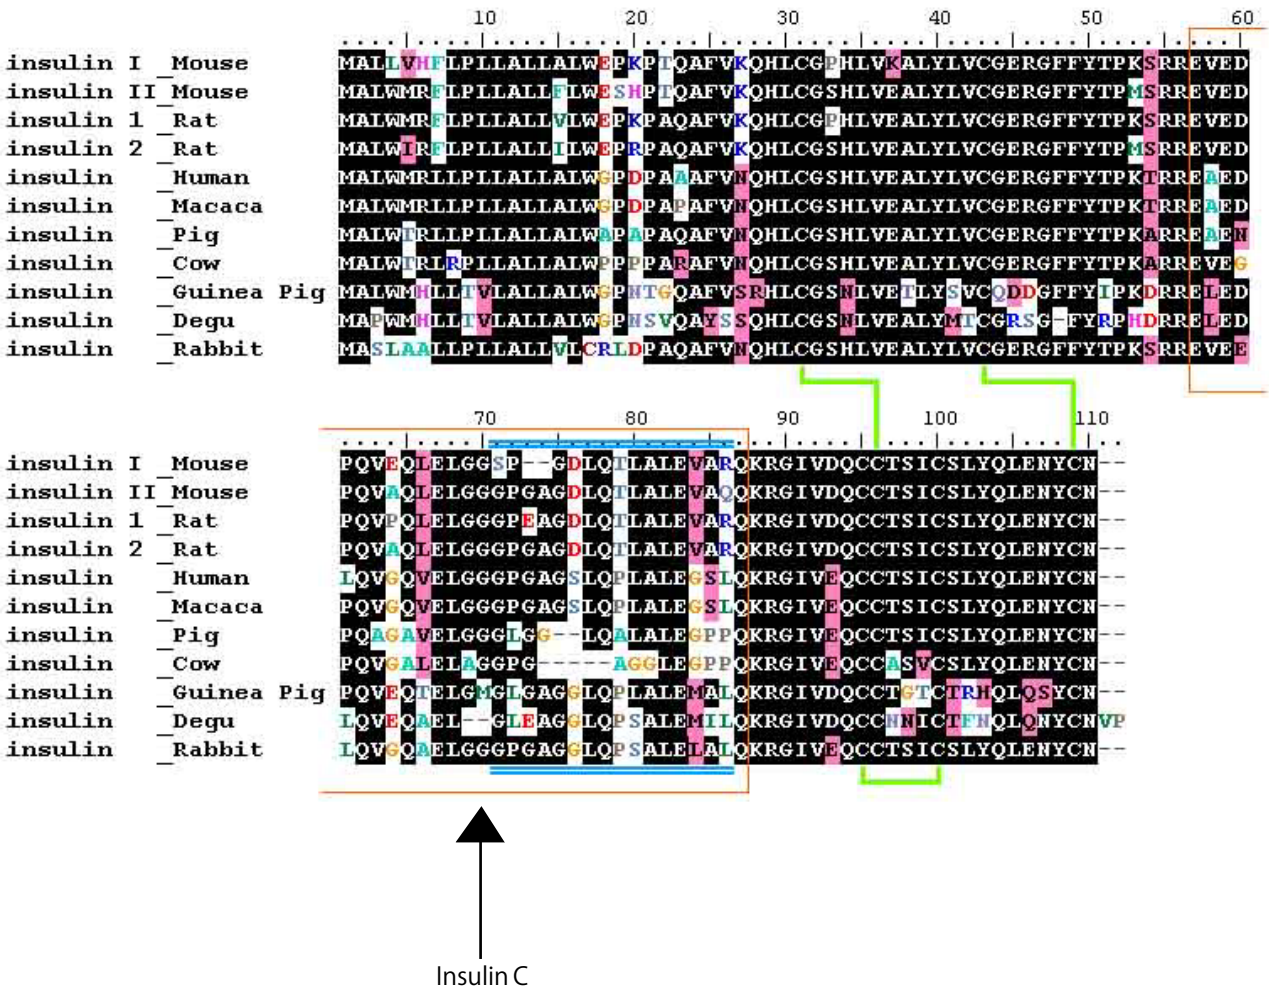 10 20 30 40 50 60
insulin I _Mouse MALLVHFLPLLALLALWEPKPTQAFVKQHLCGPHLVKALYLVCGERGFFYTPKSRREVED
insulin II_Mouse MALWMRFLPLLALLFLWESHPTQAFVKQHLCGSHLVEALYLVCGERGFFYTPMSRREVED
insulin 1 _Rat MALWMRFLPLLALLVLWEPKPAQAFVKQHLCGPHLVEALYLVCGERGFFYTPKSRREVED
insulin 2 _Rat MALWIRFLPLLALLILWEPRPAQAFVKQHLCGSHLVEALYLVCGERGFFYTPMSRREVED
insulin _Human MALWMRLLPLLALLALWGPDPAAAFVNQHLCGSHLVEALYLVCGERGFFYTPKTRREAED
insulin _Macaca MALWMRLLPLLALLALWGPDPAPAFVNQHLCGSHLVEALYLVCGERGFFYTPKTRREAED
insulin _Pig MALWTRLLPLLALLALWAPAPAQAFVNQHLCGSHLVEALYLVCGERGFFYTPKARREAEN
insulin _Cow MALWTRLRPLLALLALWPPPPARAFVNQHLCGSHLVEALYLVCGERGFFYTPKARREVEG
insulin _Guinea Pig MALWMHLLTVLALLALWGPNTGQAFVSRHLCGSNLVETLYSVCQDDGFFYIPKDRRELED
insulin _Degu MAPWMHLLTVLALLALWGPNSVQAYSSQHLCGSNLVEALYMTCGRSG-FYRPHDRRELED
insulin _Rabbit MASLAALLPLLALLVLCRLDPAQAFVNQHLCGSHLVEALYLVCGERGFFYTPKSRREVEE
70 80 90 100 110
insulin I _Mouse PQVEQLELGGSP--GDLQTLALEVARQKRGIVDQCCTSICSLYQLENYCN--
insulin II_Mouse PQVAQLELGGGPGAGDLQTLALEVAQQKRGIVDQCCTSICSLYQLENYCN--
insulin 1 _Rat PQVPQLELGGGPEAGDLQTLALEVARQKRGIVDQCCTSICSLYQLENYCN--
insulin 2 _Rat PQVAQLELGGGPGAGDLQTLALEVARQKRGIVDQCCTSICSLYQLENYCN--
insulin _Human LQVGQVELGGGPGAGSLQPLALEGSLQKRGIVEQCCTSICSLYQLENYCN--
insulin _Macaca PQVGQVELGGGPGAGSLQPLALEGSLQKRGIVEQCCTSICSLYQLENYCN--
insulin _Pig PQAGAVELGGGLGG--LQALALEGPPQKRGIVEQCCTSICSLYQLENYCN--
insulin _Cow PQVGALELAGGPG-----AGGLEGPPQKRGIVEQCCASVCSLYQLENYCN--
insulin _Guinea Pig PQVEQTELGMGLGAGGLQPLALEMALQKRGIVDQCCTGTCTRHQLQSYCN--
insulin _Degu LQVEQAEL--GLEAGGLQPSALEMILQKRGIVDQCCNNICTFNQLQNYCNVP
insulin _Rabbit LQVGQAELGGGPGAGGLQPSALELALQKRGIVEQCCTSICSLYQLENYCN--
Insulin C